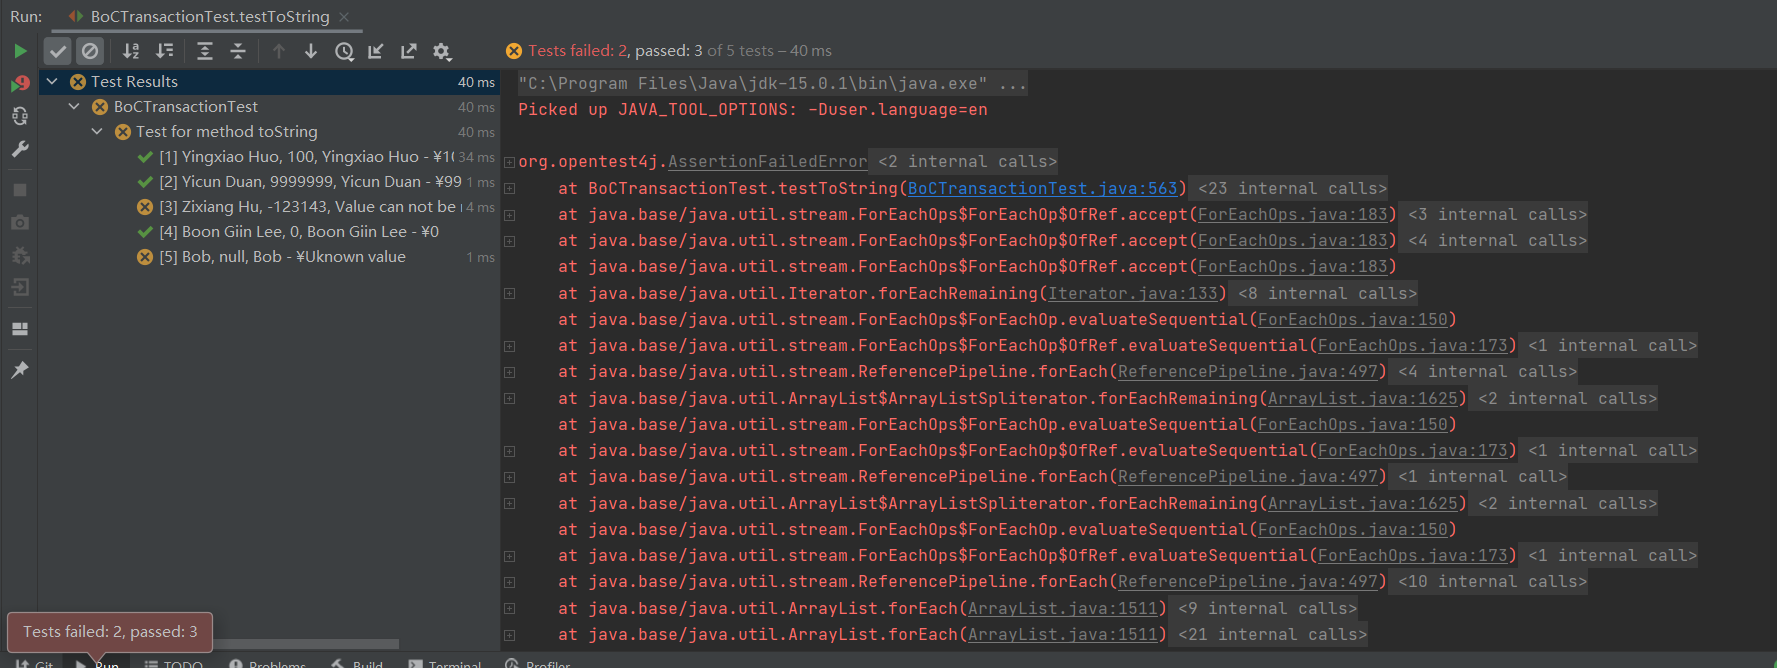 Run: BoCTransactionTest.testToString
Tests failed: 2, passed: 3 of 5 tests – 40 ms
Test Results 40 ms
BoCTransactionTest 40 ms
Test for method toString 40 ms
[1] Yingxiao Huo, 100, Yingxiao Huo - ¥10 34 ms
[2] Yicun Duan, 9999999, Yicun Duan - ¥99 1 ms
[3] Zixiang Hu, -123143, Value can not be 4 ms
[4] Boon Giin Lee, 0, Boon Giin Lee - ¥0
[5] Bob, null, Bob - ¥Uknown value 1 ms
"C:\Program Files\Java\jdk-15.0.1\bin\java.exe" ...
Picked up JAVA_TOOL_OPTIONS: -Duser.language=en
org.opentest4j.AssertionFailedError <2 internal calls>
at BoCTransactionTest.testToString(BoCTransactionTest.java:563) <23 internal calls>
at java.base/java.util.stream.ForEachOps$ForEachOp$OfRef.accept(ForEachOps.java:183) <3 internal calls>
at java.base/java.util.stream.ForEachOps$ForEachOp$OfRef.accept(ForEachOps.java:183) <4 internal calls>
at java.base/java.util.stream.ForEachOps$ForEachOp$OfRef.accept(ForEachOps.java:183)
at java.base/java.util.Iterator.forEachRemaining(Iterator.java:133) <8 internal calls>
at java.base/java.util.stream.ForEachOps$ForEachOp.evaluateSequential(ForEachOps.java:150)
at java.base/java.util.stream.ForEachOps$ForEachOp$OfRef.evaluateSequential(ForEachOps.java:173) <1 internal call>
at java.base/java.util.stream.ReferencePipeline.forEach(ReferencePipeline.java:497) <4 internal calls>
at java.base/java.util.ArrayList$ArrayListSpliterator.forEachRemaining(ArrayList.java:1625) <2 internal calls>
at java.base/java.util.stream.ForEachOps$ForEachOp.evaluateSequential(ForEachOps.java:150)
at java.base/java.util.stream.ForEachOps$ForEachOp$OfRef.evaluateSequential(ForEachOps.java:173) <1 internal call>
at java.base/java.util.stream.ReferencePipeline.forEach(ReferencePipeline.java:497) <1 internal call>
at java.base/java.util.ArrayList$ArrayListSpliterator.forEachRemaining(ArrayList.java:1625) <2 internal calls>
at java.base/java.util.stream.ForEachOps$ForEachOp.evaluateSequential(ForEachOps.java:150)
at java.base/java.util.stream.ForEachOps$ForEachOp$OfRef.evaluateSequential(ForEachOps.java:173) <1 internal call>
at java.base/java.util.stream.ReferencePipeline.forEach(ReferencePipeline.java:497) <10 internal calls>
at java.base/java.util.ArrayList.forEach(ArrayList.java:1511) <9 internal calls>
at java.base/java.util.ArrayList.forEach(ArrayList.java:1511) <21 internal calls>
Tests failed: 2, passed: 3
Git Run TODO Problems Build Terminal Profiler